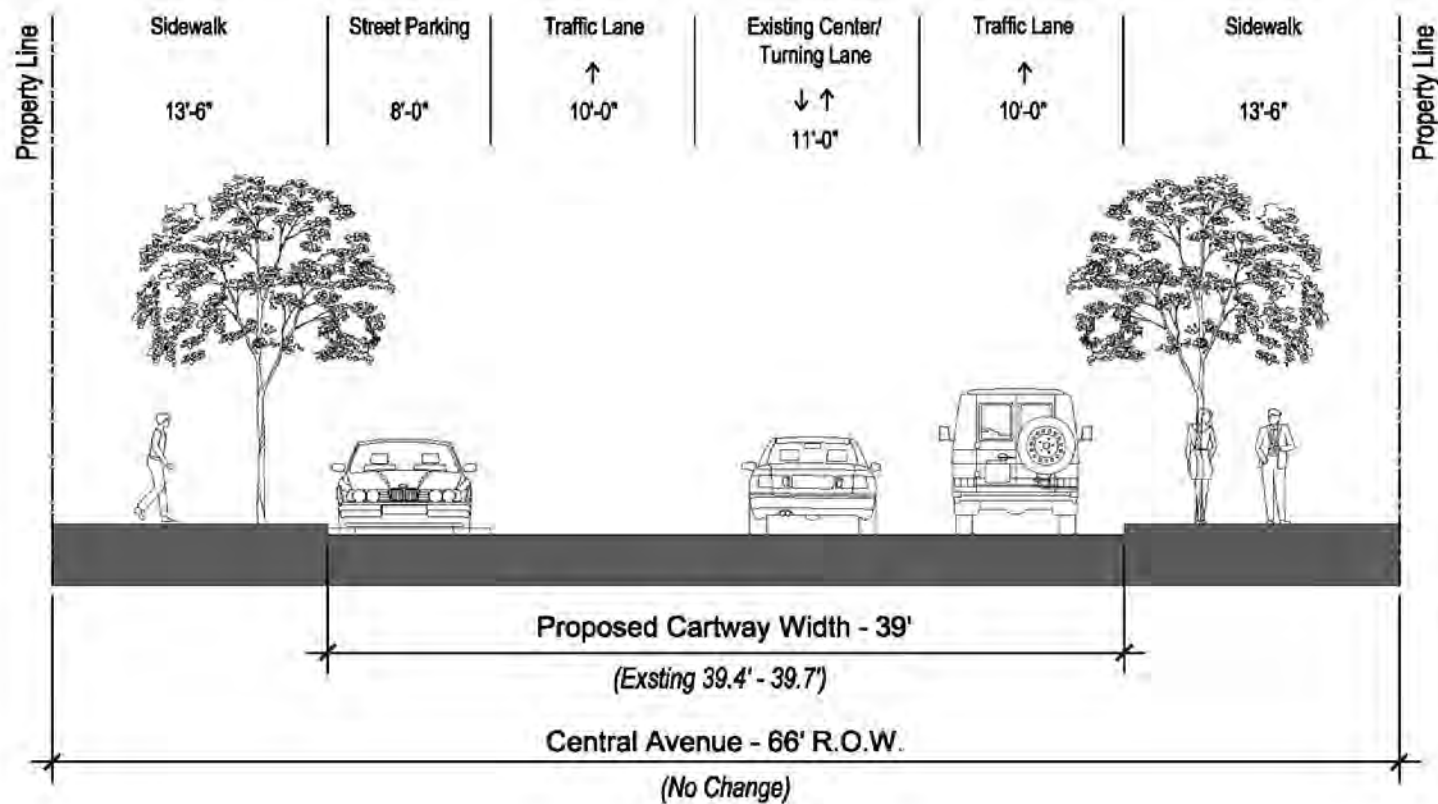 Property Line
Sidewalk
13'-6"
Street Parking
8'-0"
Traffic Lane
↑
10'-0"
Existing Center/
Turning Lane
↓ ↑
11'-0"
Traffic Lane
↑
10'-0"
Sidewalk
13'-6"
Property Line
Proposed Cartway Width - 39'
(Exsting 39.4' - 39.7')
Central Avenue - 66' R.O.W.
(No Change)